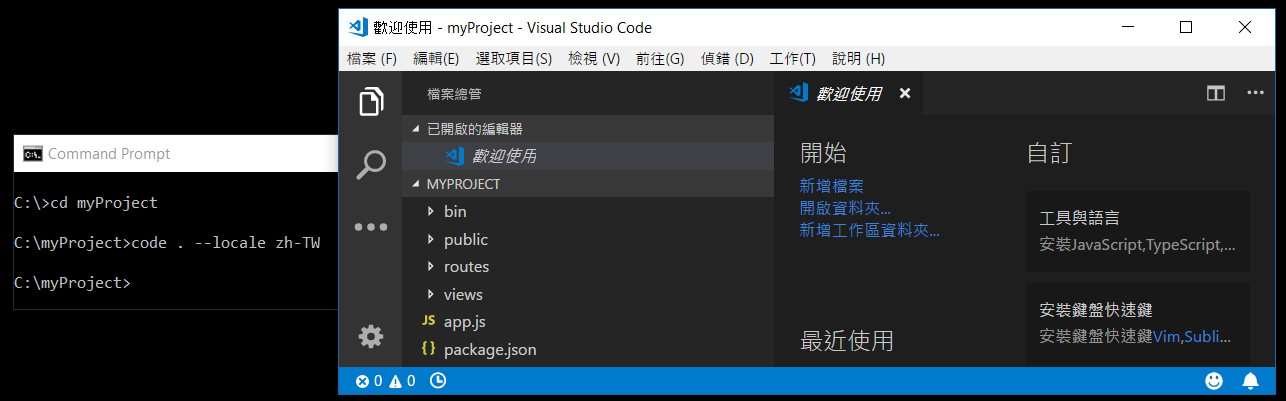 Command Prompt
C:\>cd myProject
C:\myProject>code . --locale zh-TW
C:\myProject>
歡迎使用 - myProject - Visual Studio Code
檔案 (F) 編輯(E) 選取項目(S) 檢視 (V) 前往(G) 偵錯 (D) 工作(T) 說明 (H)
檔案總管
已開啟的編輯器
歡迎使用
MYPROJECT
bin
public
routes
views
JS app.js
{} package.json
歡迎使用
開始
新增檔案
開啟資料夾...
新增工作區資料夾...
最近使用
自訂
工具與語言
安裝JavaScript,TypeScript,...
安裝鍵盤快速鍵
安裝鍵盤快速鍵Vim,Subli...
0 0